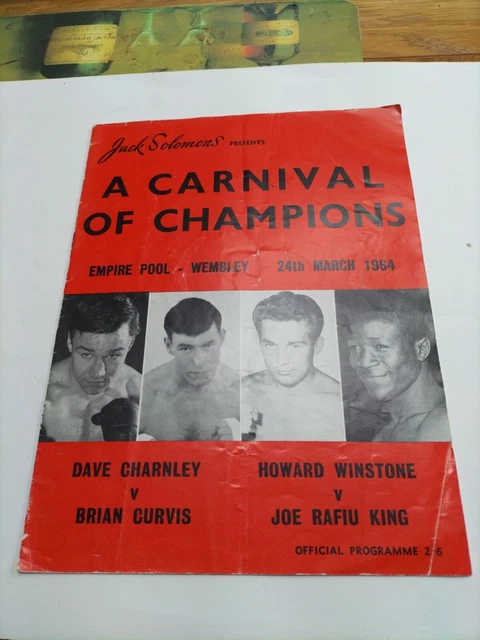 Jack Solomons PRESENTS
A CARNIVAL
OF CHAMPIONS
EMPIRE POOL - WEMBLEY 24th MARCH 1964
DAVE CHARNLEY
V
BRIAN CURVIS
HOWARD WINSTONE
V
JOE RAFIU KING
OFFICIAL PROGRAMME 2/6